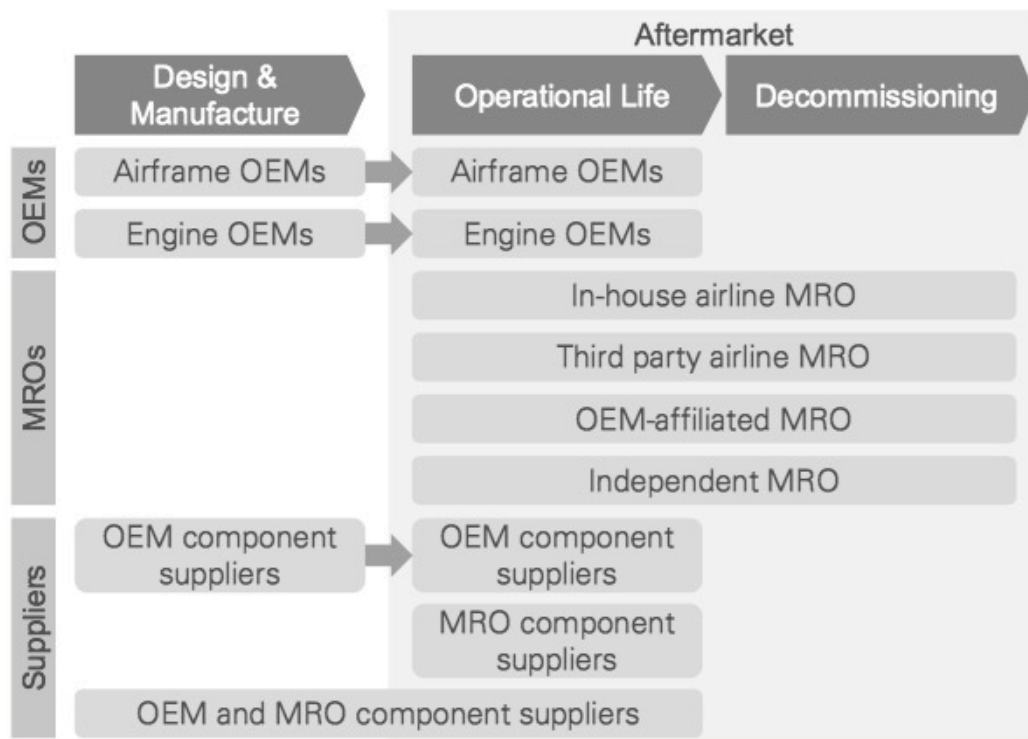 Aftermarket
Design &
Manufacture
Operational Life
Decommissioning
OEMs
Airframe OEMs
Airframe OEMs
Engine OEMs
Engine OEMs
MROs
In-house airline MRO
Third party airline MRO
OEM-affiliated MRO
Independent MRO
Suppliers
OEM component
suppliers
OEM component
suppliers
MRO component
suppliers
OEM and MRO component suppliers